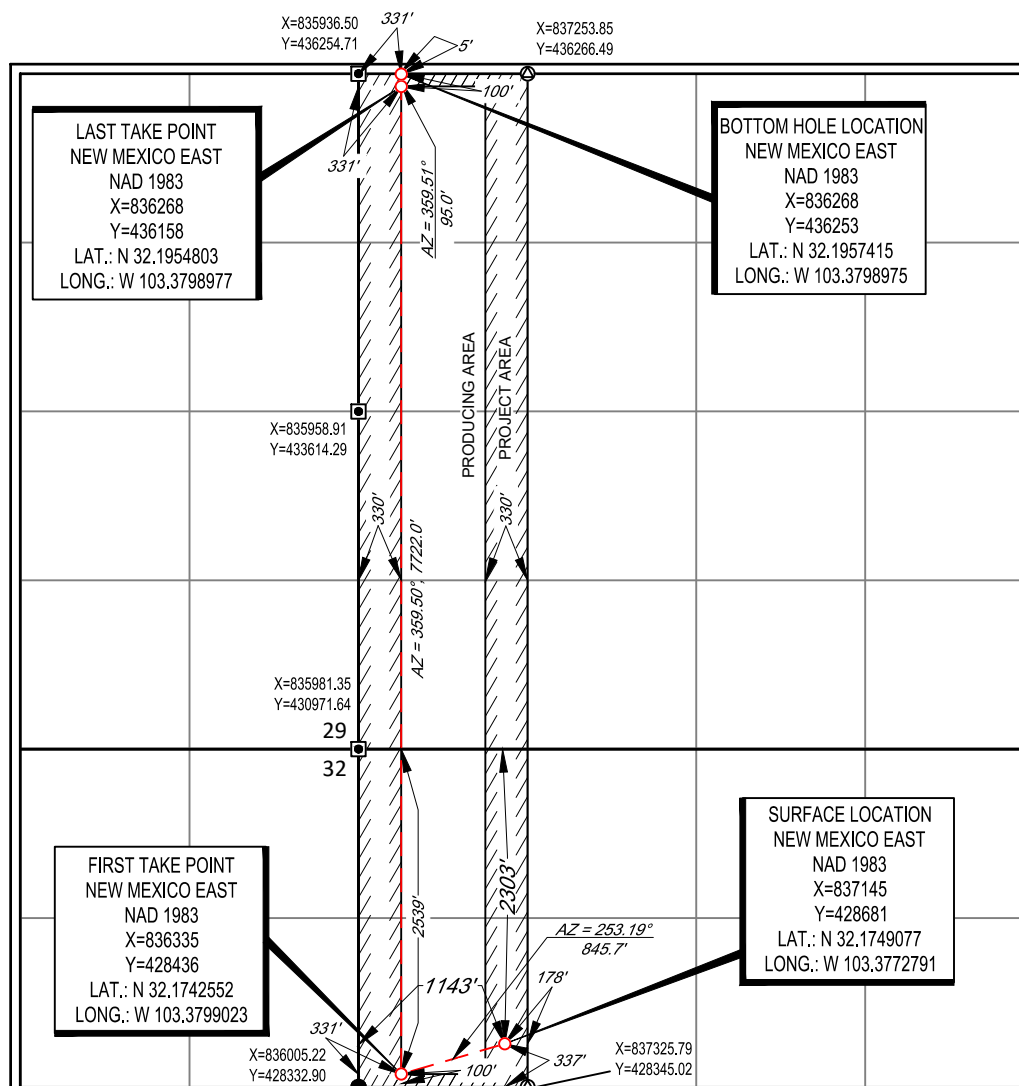 X=835936.50
Y=436254.71
331'
5'
X=837253.85
Y=436266.49
100'
331'
LAST TAKE POINT
NEW MEXICO EAST
NAD 1983
X=836268
Y=436158
LAT.: N 32.1954803
LONG.: W 103.3798977
AZ = 359.51°
95.0'
BOTTOM HOLE LOCATION
NEW MEXICO EAST
NAD 1983
X=836268
Y=436253
LAT.: N 32.1957415
LONG.: W 103.3798975
PRODUCING AREA
PROJECT AREA
X=835958.91
Y=433614.29
330'
330'
AZ = 359.50°, 7722.0'
X=835981.35
Y=430971.64
29
32
2539'
2303'
FIRST TAKE POINT
NEW MEXICO EAST
NAD 1983
X=836335
Y=428436
LAT.: N 32.1742552
LONG.: W 103.3799023
SURFACE LOCATION
NEW MEXICO EAST
NAD 1983
X=837145
Y=428681
LAT.: N 32.1749077
LONG.: W 103.3772791
AZ = 253.19°
845.7'
1143'
178'
331'
X=836005.22
Y=428332.90
100'
337'
X=837325.79
Y=428345.02